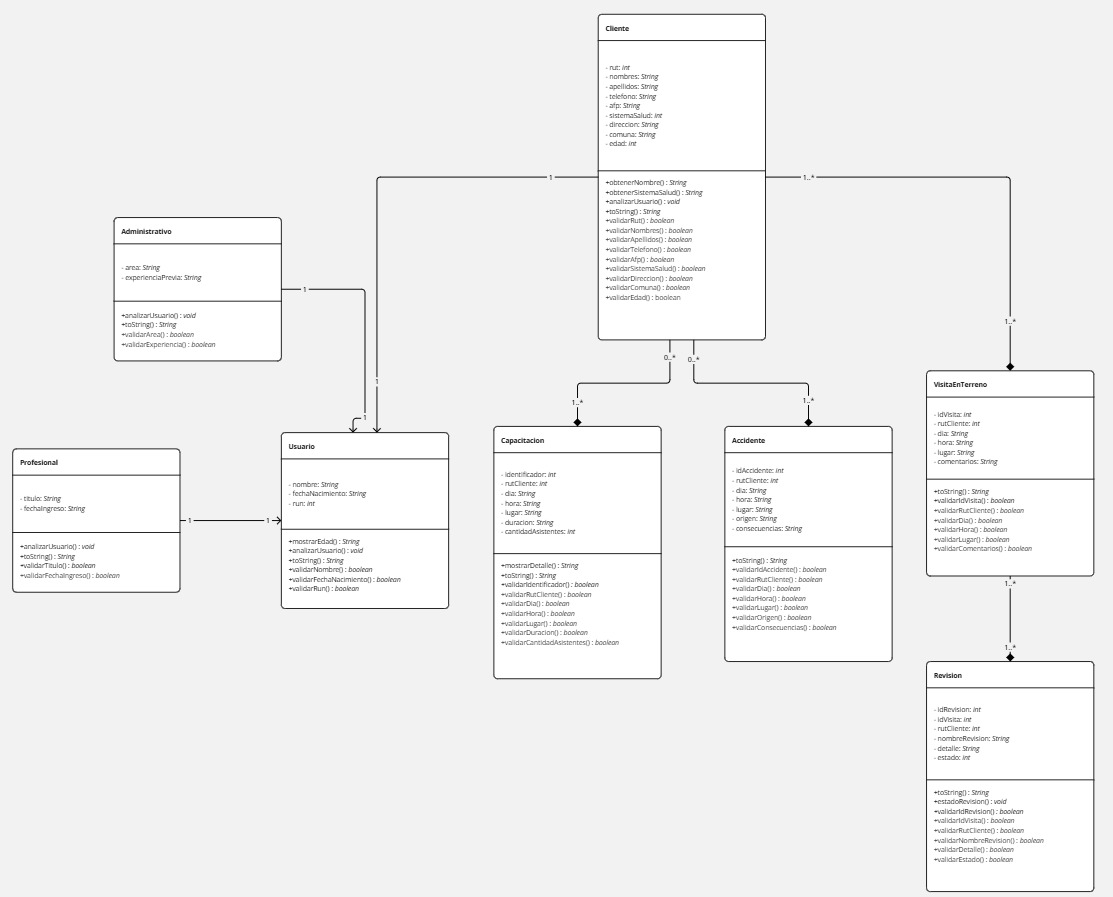 Cliente
- rut: int
- nombres: String
- apellidos: String
- telefono: String
- afp: String
- sistemaSalud: int
- direccion: String
- comuna: String
- edad: int
+obtenerNombre() : String
+obtenerSistemaSalud() : String
+analizarUsuario() : void
+toString() : String
+validarRut() : boolean
+validarNombres() : boolean
+validarApellidos() : boolean
+validarTelefono() : boolean
+validarAfp() : boolean
+validarSistemaSalud() : boolean
+validarDireccion() : boolean
+validarComuna() : boolean
+validarEdad() : boolean
1
1..*
Administrativo
- area: String
- experienciaPrevia: String
+analizarUsuario() : void
+toString() : String
+validarArea() : boolean
+validarExperiencia() : boolean
1
1..*
0..*
0..*
1
1..*
1..*
1
Profesional
- titulo: String
- fechaIngreso: String
+analizarUsuario() : void
+toString() : String
+validarTitulo() : boolean
+validarFechaIngreso() : boolean
1
1
Usuario
- nombre: String
- fechaNacimiento: String
- run: int
+mostrarEdad() : String
+analizarUsuario() : void
+toString() : String
+validarNombre() : boolean
+validarFechaNacimiento() : boolean
+validarRun() : boolean
Capacitacion
- identificador: int
- rutCliente: int
- dia: String
- hora: String
- lugar: String
- duracion: String
- cantidadAsistentes: int
+mostrarDetalle() : String
+toString() : String
+validarIdentificador() : boolean
+validarRutCliente() : boolean
+validarDia() : boolean
+validarHora() : boolean
+validarLugar() : boolean
+validarDuracion() : boolean
+validarCantidadAsistentes() : boolean
Accidente
- idAccidente: int
- rutCliente: int
- dia: String
- hora: String
- lugar: String
- origen: String
- consecuencias: String
+toString() : String
+validarIdAccidente() : boolean
+validarRutCliente() : boolean
+validarDia() : boolean
+validarHora() : boolean
+validarLugar() : boolean
+validarOrigen() : boolean
+validarConsecuencias() : boolean
VisitaEnTerreno
- idVisita: int
- rutCliente: int
- dia: String
- hora: String
- lugar: String
- comentarios: String
+toString() : String
+validarIdVisita() : boolean
+validarRutCliente() : boolean
+validarDia() : boolean
+validarHora() : boolean
+validarLugar() : boolean
+validarComentarios() : boolean
1..*
1..*
Revision
- idRevision: int
- idVisita: int
- rutCliente: int
- nombreRevision: String
- detalle: String
- estado: int
+toString() : String
+estadoRevision() : void
+validarIdRevision() : boolean
+validarIdVisita() : boolean
+validarRutCliente() : boolean
+validarNombreRevision() : boolean
+validarDetalle() : boolean
+validarEstado() : boolean